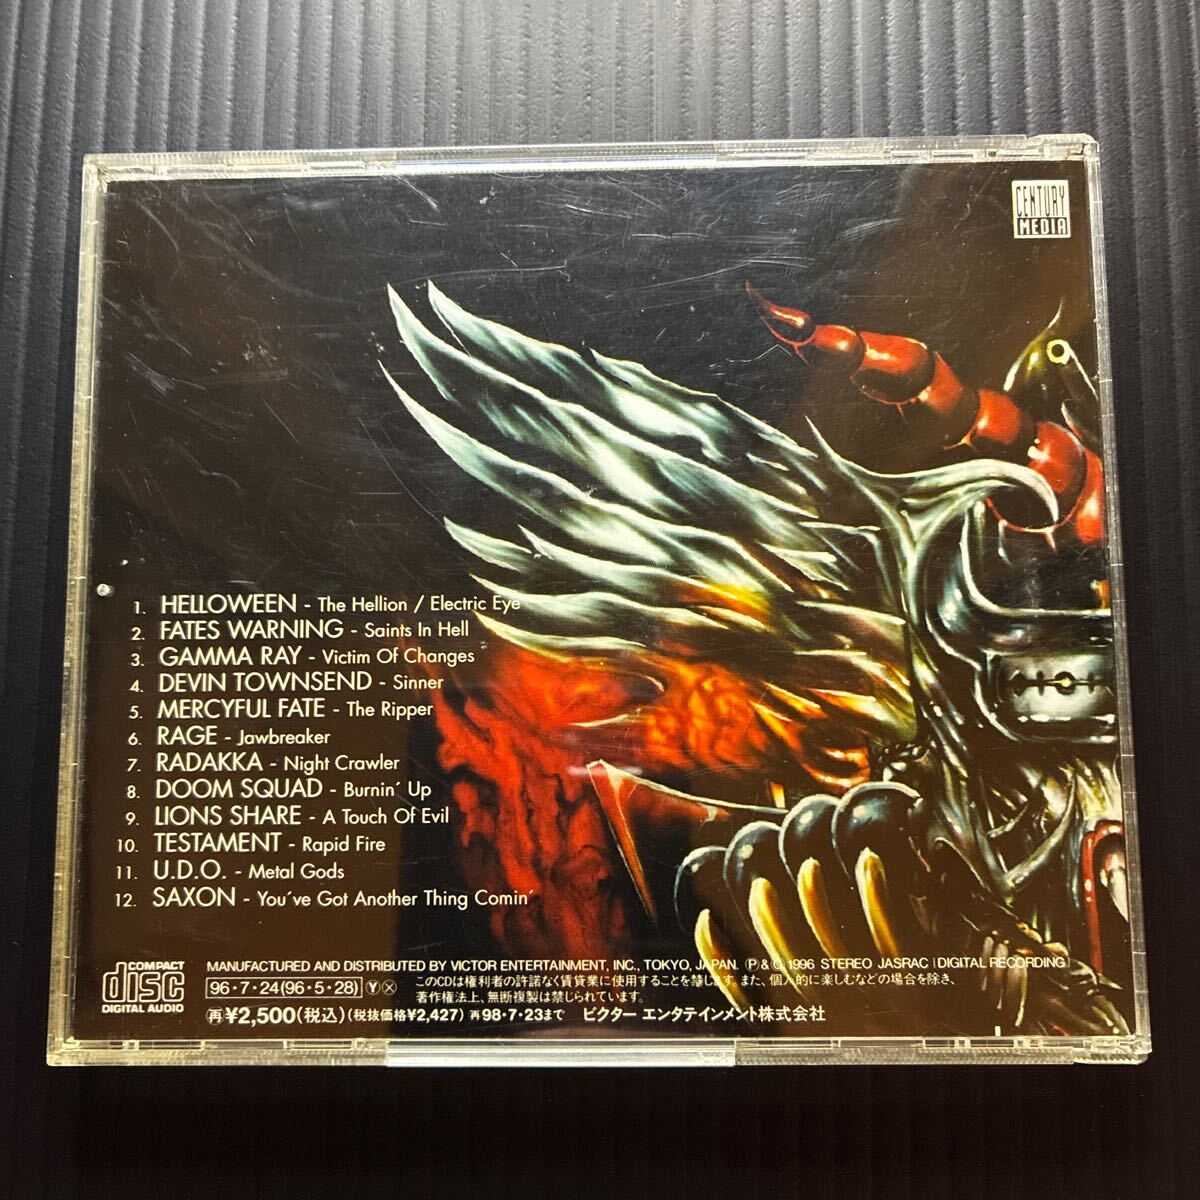 CENTURY
MEDIA
1. HELLOWEEN - The Hellion / Electric Eye
2. FATES WARNING - Saints In Hell
3. GAMMA RAY - Victim Of Changes
4. DEVIN TOWNSEND - Sinner
5. MERCYFUL FATE - The Ripper
6. RAGE - Jawbreaker
7. RADAKKA - Night Crawler
8. DOOM SQUAD - Burnin´ Up
9. LIONS SHARE - A Touch Of Evil
10. TESTAMENT - Rapid Fire
11. U.D.O. - Metal Gods
12. SAXON - You´ve Got Another Thing Comin´
COMPACT
disc
DIGITAL AUDIO
MANUFACTURED AND DISTRIBUTED BY VICTOR ENTERTAINMENT, INC., TOKYO, JAPAN. Ⓟ&Ⓒ 1996 STEREO JASRAC [DIGITAL RECORDING]
96・7・24(96・5・28) Ⓨ Ⓧ このCDは権利者の許諾なく賃貸業に使用することを禁じます。また、個人的に楽しむなどの場合を除き、
著作権法上、無断複製は禁じられています。
再 ¥2,500(税込)(税抜価格¥2,427) 再98・7・23まで ビクター エンタテインメント株式会社